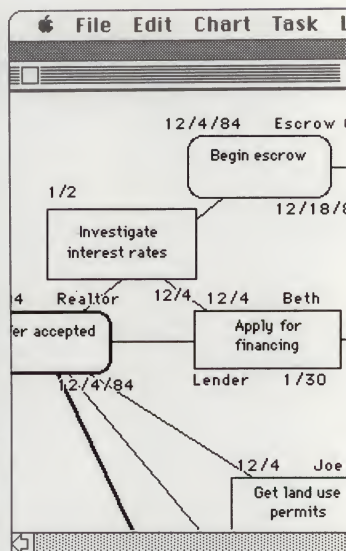 File Edit Chart Task L
12/4/84 Escrow
Begin escrow
12/18/8
1/2
Investigate
interest rates
12/4
4 Realtor
12/4 Beth
er accepted
Apply for
financing
12/4/84
Lender 1/30
12/4 Joe
Get land use
permits